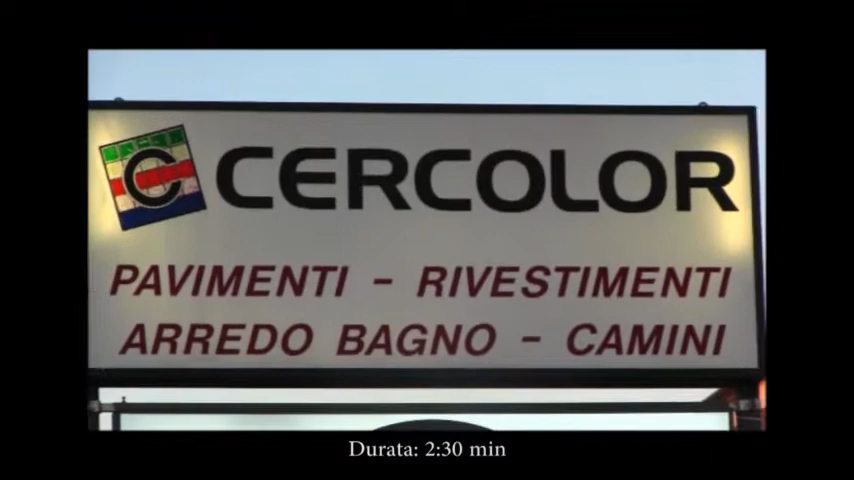 CERCOLOR
PAVIMENTI - RIVESTIMENTI
ARREDO BAGNO - CAMINI
Durata: 2:30 min